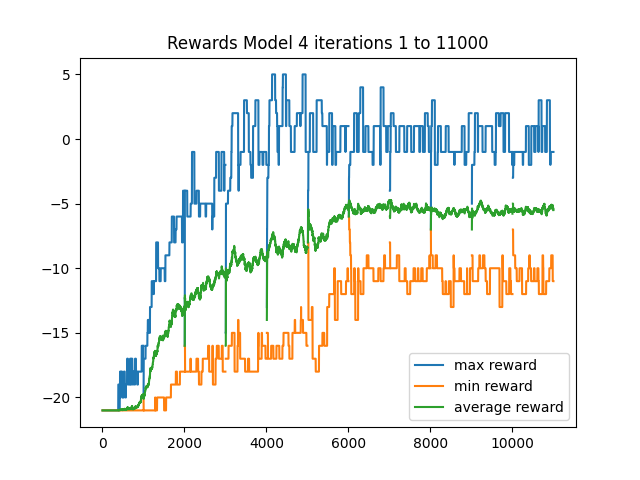 Rewards Model 4 iterations 1 to 11000
5
0
−5
−10
−15
−20
0 2000 4000 6000 8000 10000
max reward
min reward
average reward